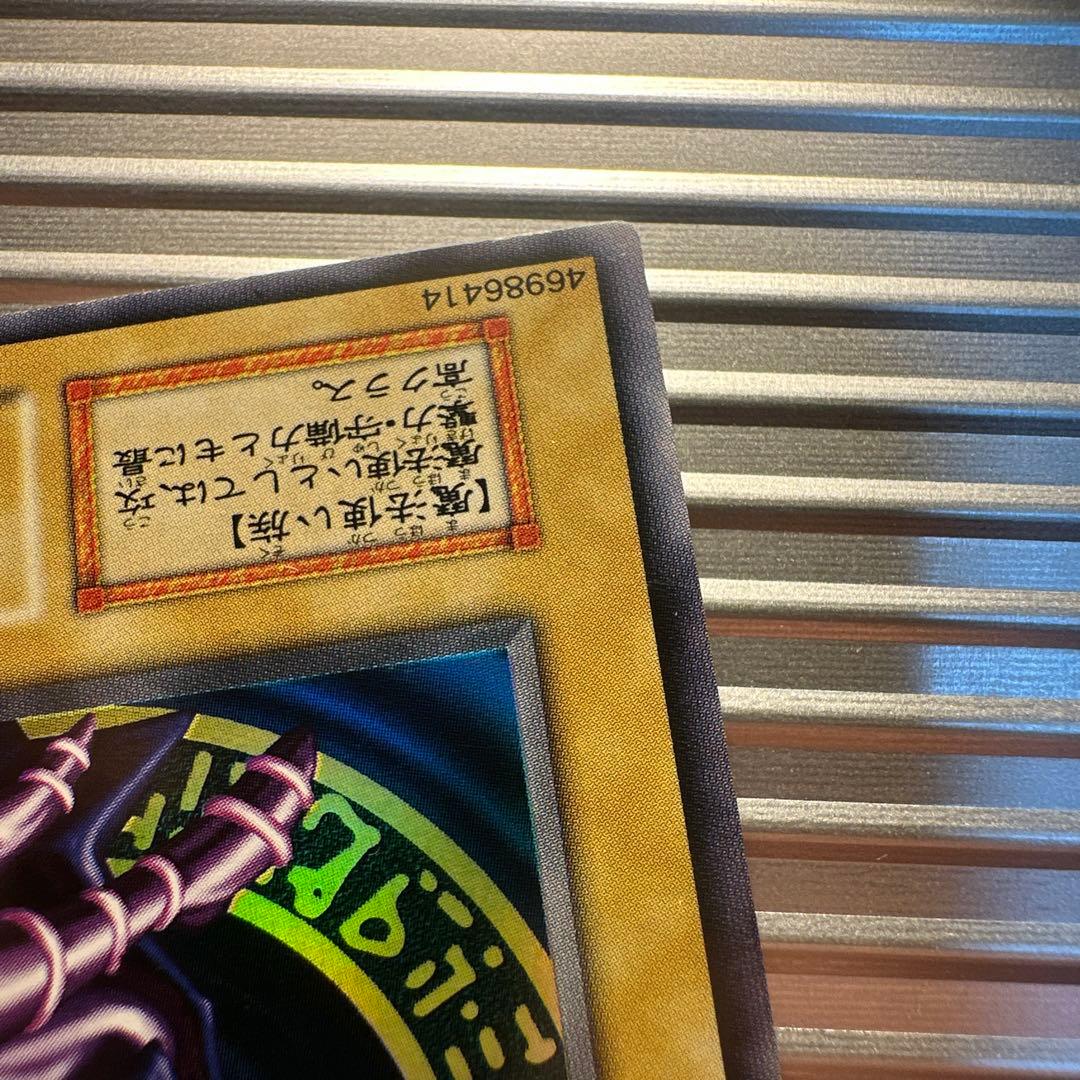 【魔法使い族】
魔法使いとしては、攻
撃力・守備力ともに最
高クラス。
46986414